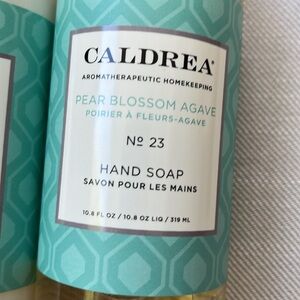 CALDREA®
AROMATHERAPEUTIC HOMEKEEPING
PEAR BLOSSOM AGAVE
POIRIER À FLEURS-AGAVE
Nº 23
HAND SOAP
SAVON POUR LES MAINS
10.8 FL OZ / 10.8 OZ LIQ / 319 ML